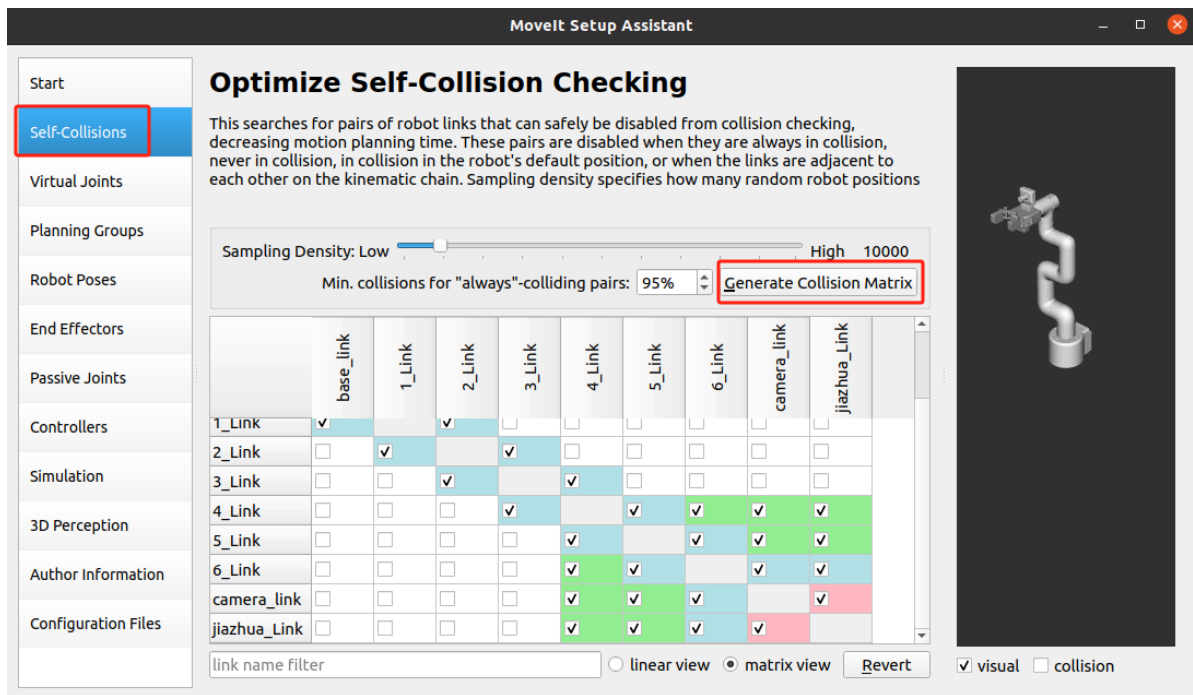 MoveIt Setup Assistant
Start
Self-Collisions
Virtual Joints
Planning Groups
Robot Poses
End Effectors
Passive Joints
Controllers
Simulation
3D Perception
Author Information
Configuration Files
Optimize Self-Collision Checking
This searches for pairs of robot links that can safely be disabled from collision checking,
decreasing motion planning time. These pairs are disabled when they are always in collision,
never in collision, in collision in the robot's default position, or when the links are adjacent to
each other on the kinematic chain. Sampling density specifies how many random robot positions
Sampling Density: Low High 10000
Min. collisions for "always"-colliding pairs: 95% Generate Collision Matrix
base_link 1_Link 2_Link 3_Link 4_Link 5_Link 6_Link camera_link jiazhua_Link
1_Link
2_Link
3_Link
4_Link
5_Link
6_Link
camera_link
jiazhua_Link
link name filter linear view matrix view Revert
visual collision